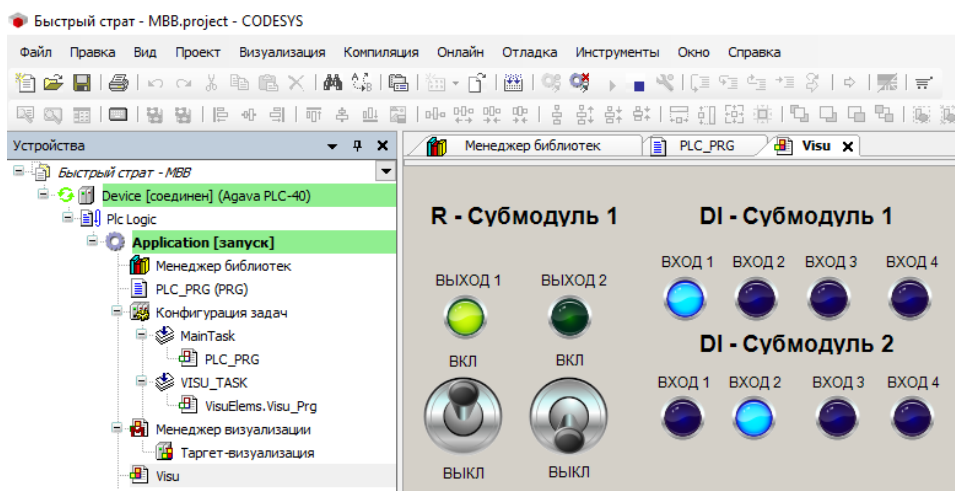 Быстрый страт - MBB.project - CODESYS
Файл Правка Вид Проект Визуализация Компиляция Онлайн Отладка Инструменты Окно Справка
Устройства
Быстрый страт - MBB
Device [соединен] (Agava PLC-40)
Plc Logic
Application [запуск]
Менеджер библиотек
PLC_PRG (PRG)
Конфигурация задач
MainTask
PLC_PRG
VISU_TASK
VisuElems.Visu_Prg
Менеджер визуализации
Таргет-визуализация
Visu
Менеджер библиотек PLC_PRG Visu
R - Субмодуль 1
ВЫХОД 1 ВЫХОД 2
ВКЛ ВКЛ
ВЫКЛ ВЫКЛ
DI - Субмодуль 1
ВХОД 1 ВХОД 2 ВХОД 3 ВХОД 4
DI - Субмодуль 2
ВХОД 1 ВХОД 2 ВХОД 3 ВХОД 4